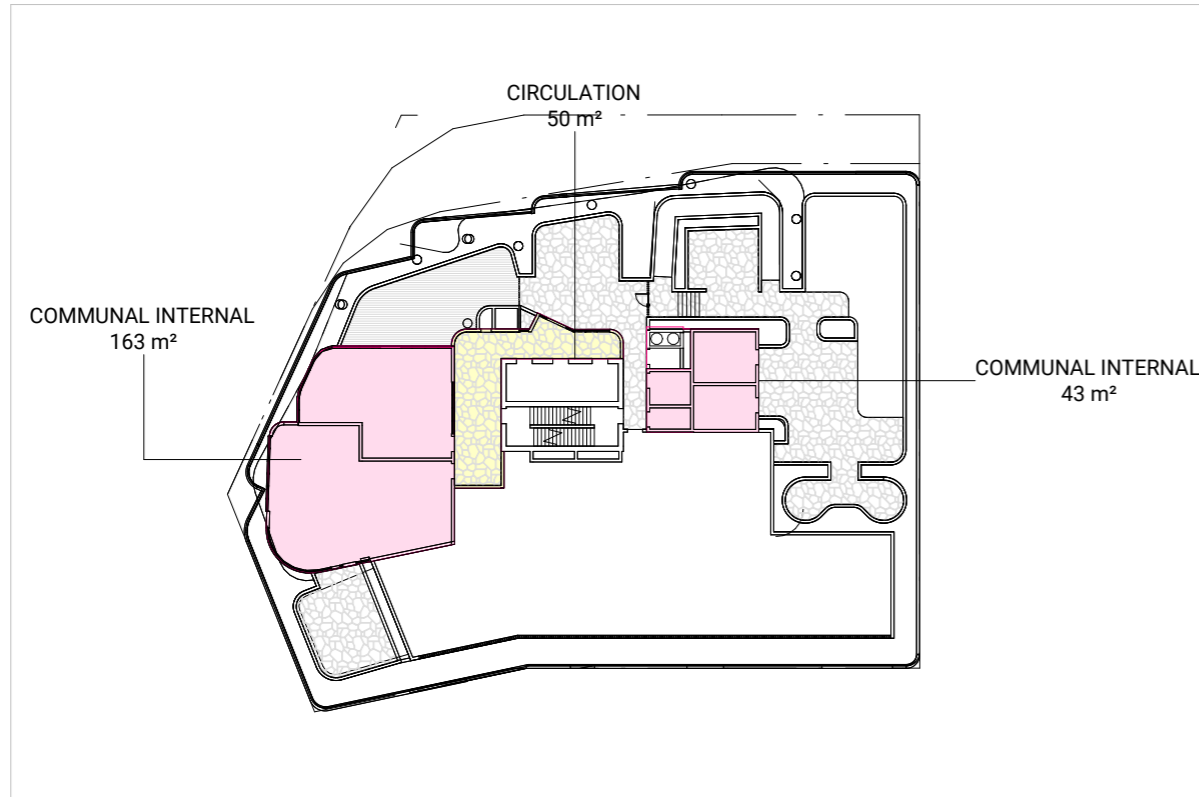 CIRCULATION
50 m²
COMMUNAL INTERNAL
163 m²
COMMUNAL INTERNAL
43 m²